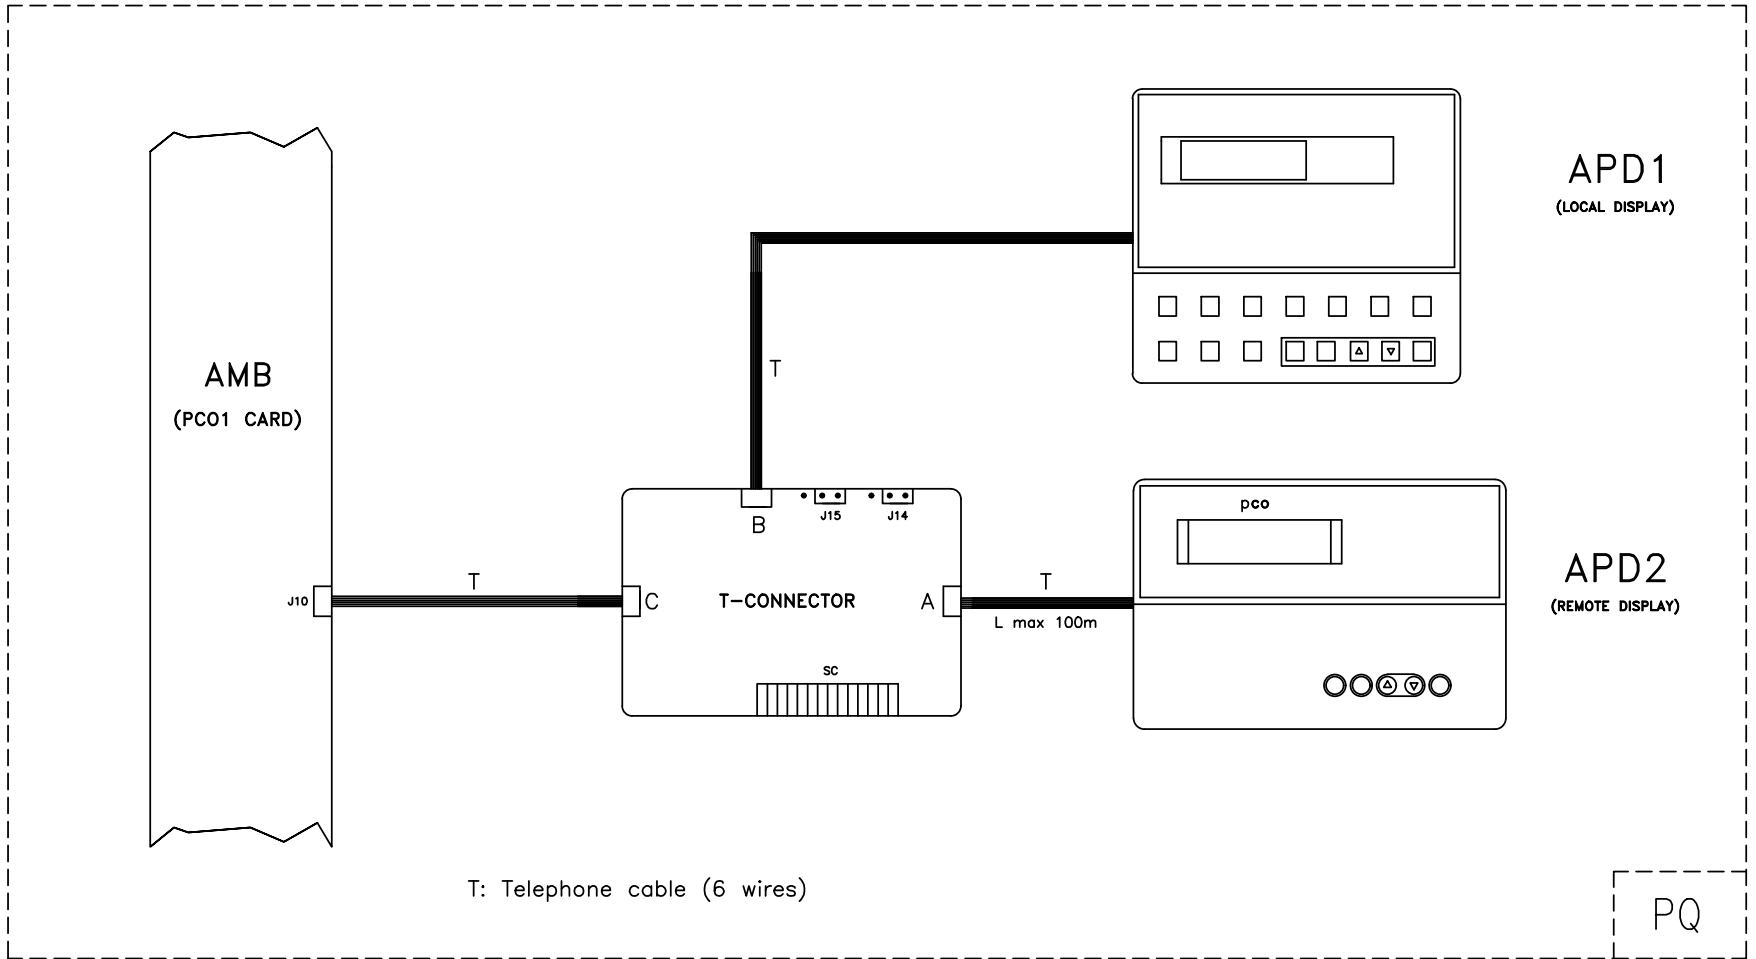 APD1
(LOCAL DISPLAY)
AMB
(PCO1 CARD)
T
B
J15
J14
pco
APD2
(REMOTE DISPLAY)
J10
T
C
T-CONNECTOR
A
T
L max 100m
SC
T: Telephone cable (6 wires)
PQ